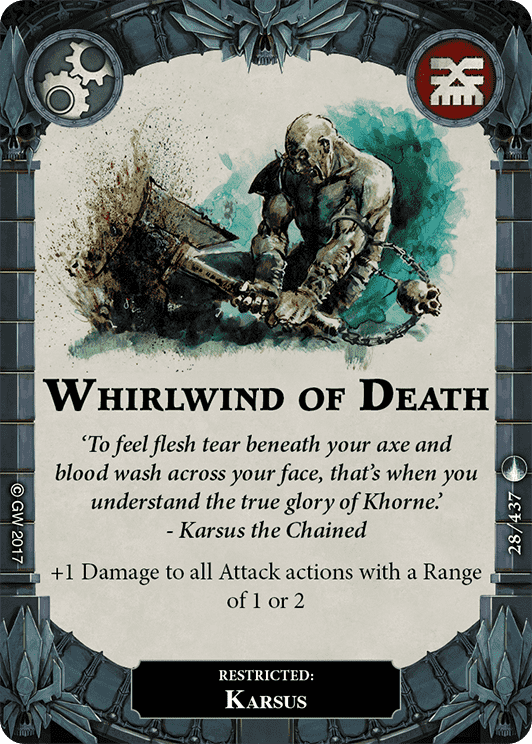 Whirlwind of Death
‘To feel flesh tear beneath your axe and
blood wash across your face, that’s when you
understand the true glory of Khorne.’
- Karsus the Chained
+1 Damage to all Attack actions with a Range
of 1 or 2
© GW 2017
28/437
RESTRICTED:
Karsus